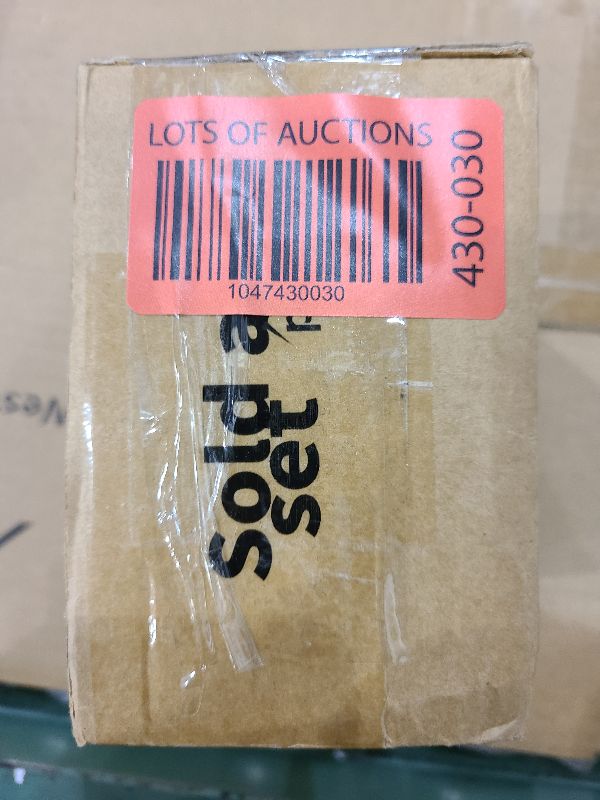 LOTS OF AUCTIONS
430-030
1047430030
Sold a
set